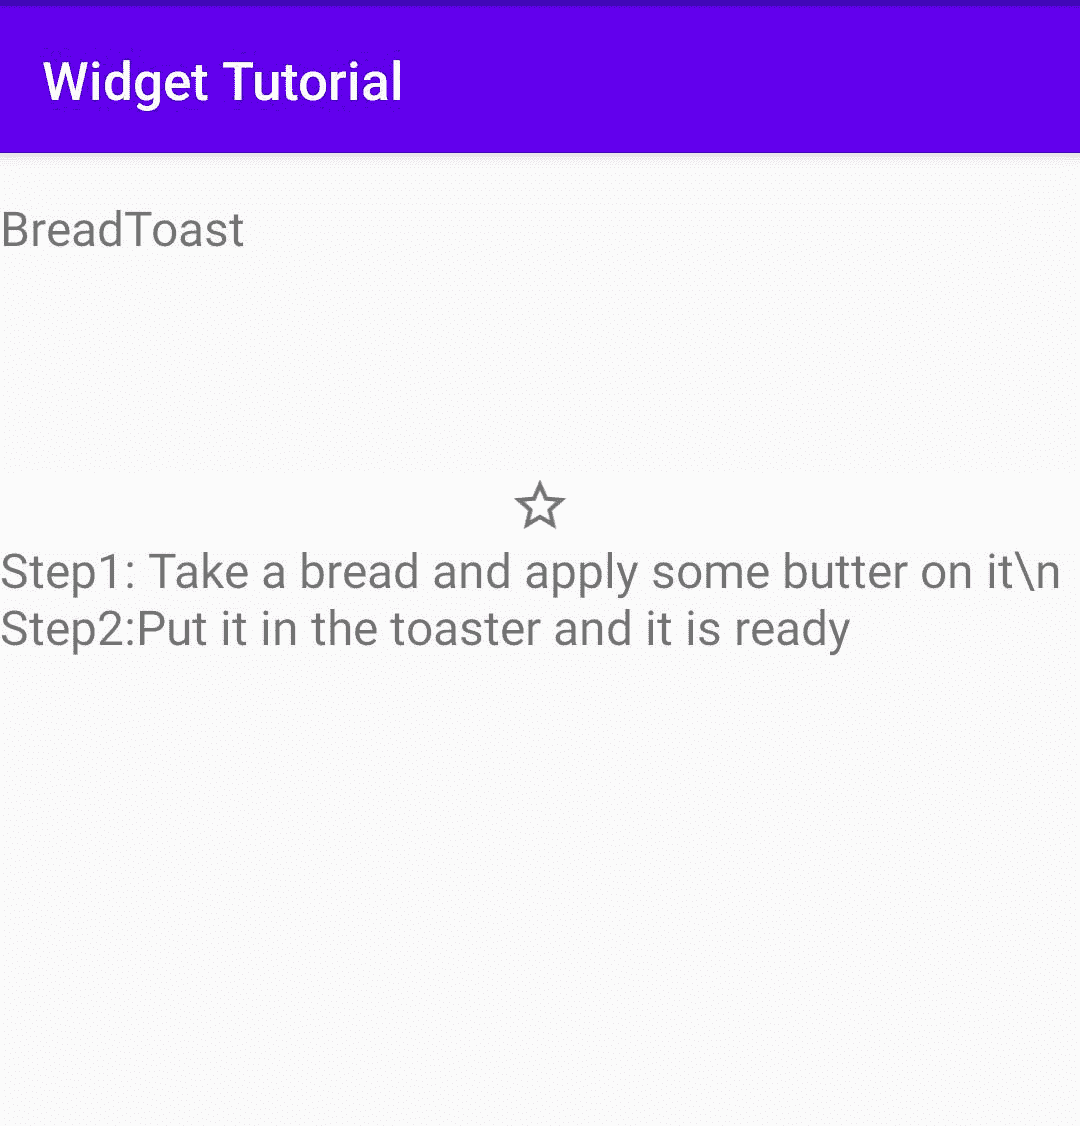 Widget Tutorial
BreadToast
Step1: Take a bread and apply some butter on it\n
Step2:Put it in the toaster and it is ready